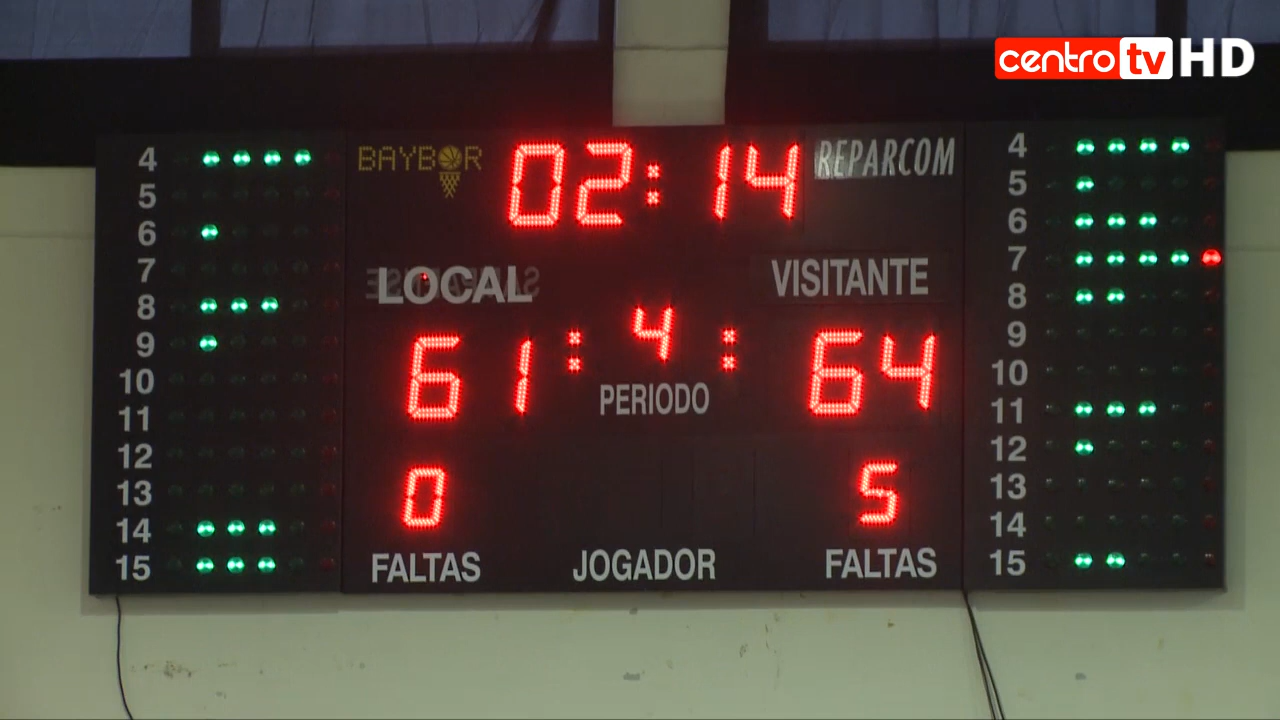 centro tv HD
BAYBOR
02:14
REPARCOM
LOCAL
VISITANTE
61 : 4 : 64
PERIODO
0
5
FALTAS
JOGADOR
FALTAS
4
5
6
7
8
9
10
11
12
13
14
15
4
5
6
7
8
9
10
11
12
13
14
15